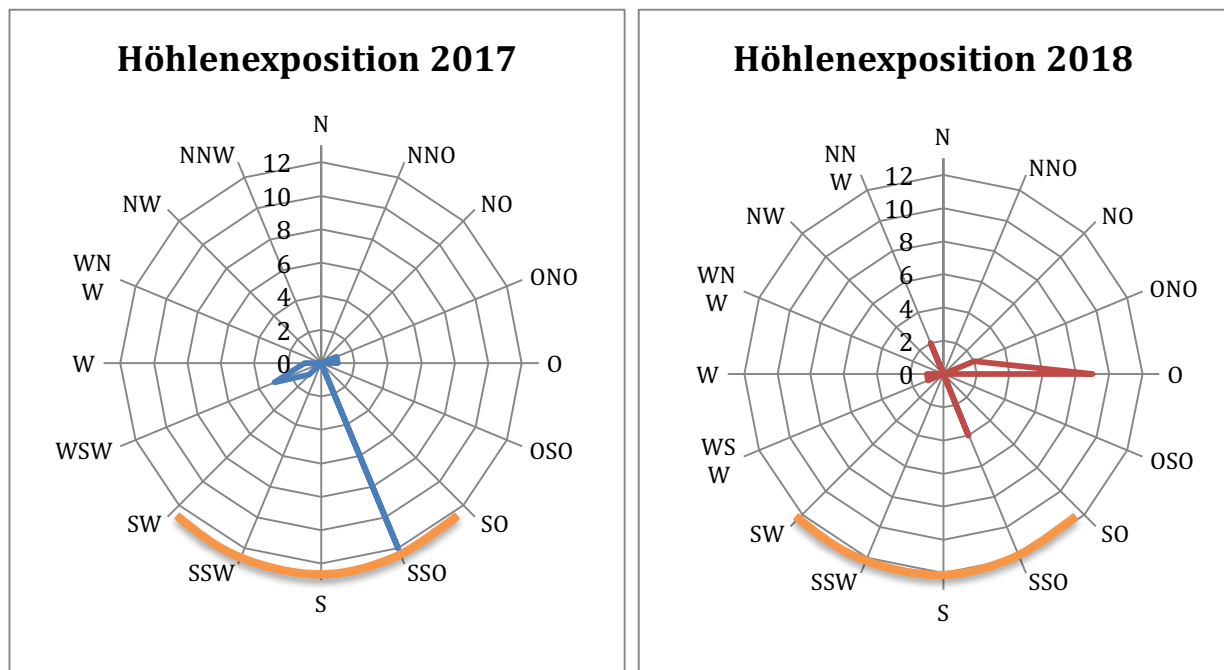 Höhlenexposition 2017
N
NNW
NNO
12
NW
10
NO
8
WN
W
6
ONO
4
2
W
0
O
WSW
OSO
SW
SO
SSW
SSO
S
Höhlenexposition 2018
N
NN
W
NNO
12
NW
10
NO
8
WN
W
6
ONO
4
2
W
0
O
WS
W
OSO
SW
SO
SSW
SSO
S